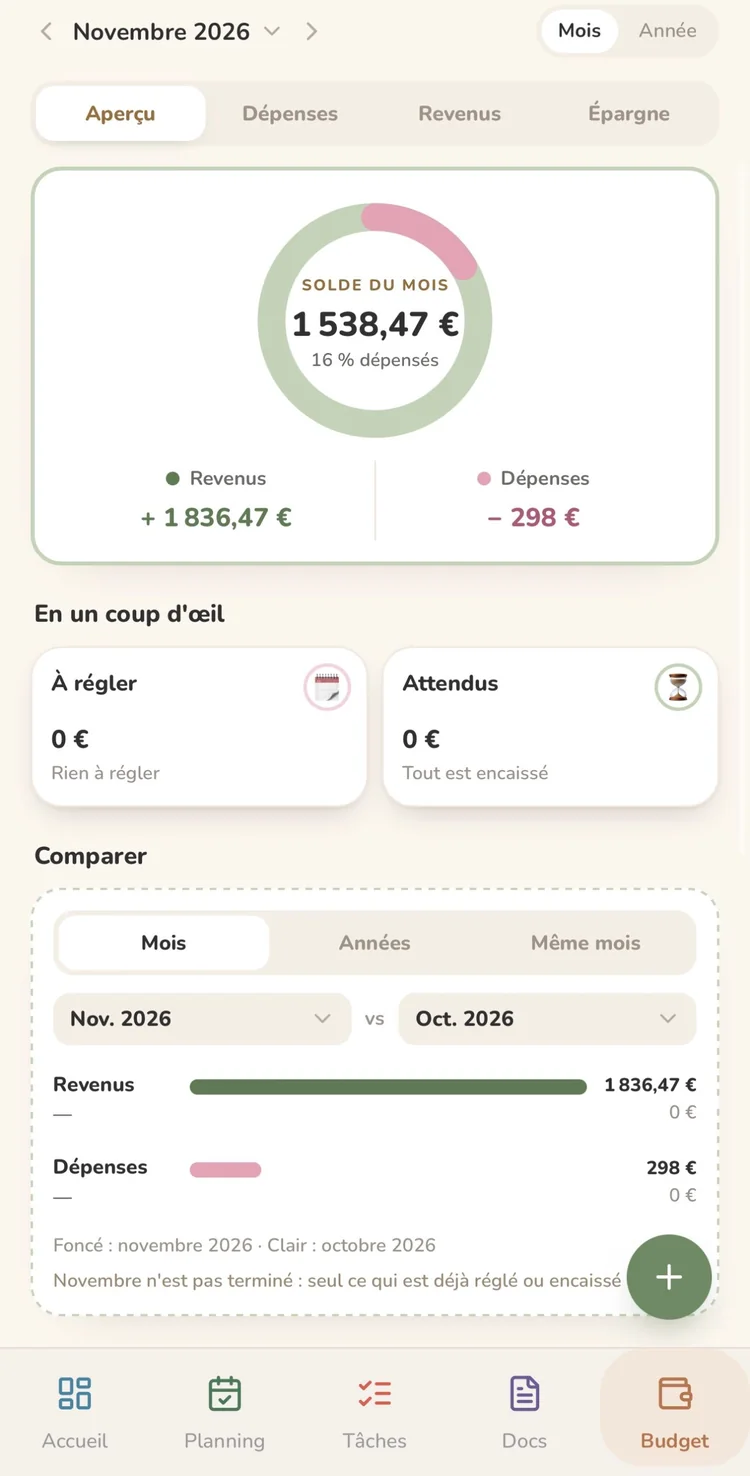 Novembre 2026
Mois Année
Aperçu Dépenses Revenus Épargne
SOLDE DU MOIS
1 538,47 €
16 % dépensés
Revenus Dépenses
+ 1 836,47 € − 298 €
En un coup d'œil
À régler
0 €
Rien à régler
Attendus
0 €
Tout est encaissé
Comparer
Mois Années Même mois
Nov. 2026 vs Oct. 2026
Revenus 1 836,47 €
— 0 €
Dépenses 298 €
— 0 €
Foncé : novembre 2026 · Clair : octobre 2026
Novembre n'est pas terminé : seul ce qui est déjà réglé ou encaissé
Accueil Planning Tâches Docs Budget